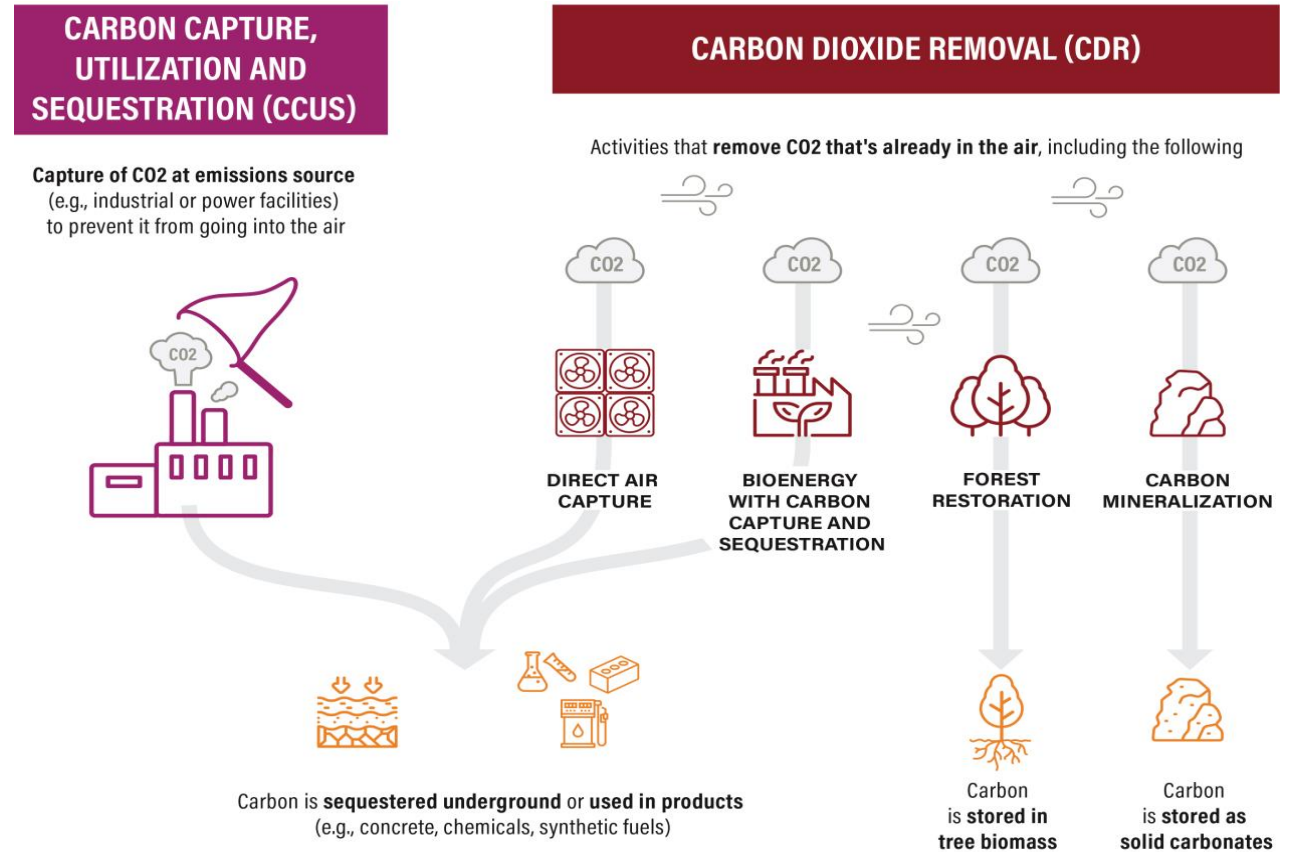 CARBON CAPTURE,
UTILIZATION AND
SEQUESTRATION (CCUS)
Capture of CO2 at emissions source
(e.g., industrial or power facilities)
to prevent it from going into the air
CO2
CARBON DIOXIDE REMOVAL (CDR)
Activities that remove CO2 that's already in the air, including the following
CO2
CO2
CO2
CO2
DIRECT AIR
CAPTURE
BIOENERGY
WITH CARBON
CAPTURE AND
SEQUESTRATION
FOREST
RESTORATION
CARBON
MINERALIZATION
Carbon is sequestered underground or used in products
(e.g., concrete, chemicals, synthetic fuels)
Carbon
is stored in
tree biomass
Carbon
is stored as
solid carbonates